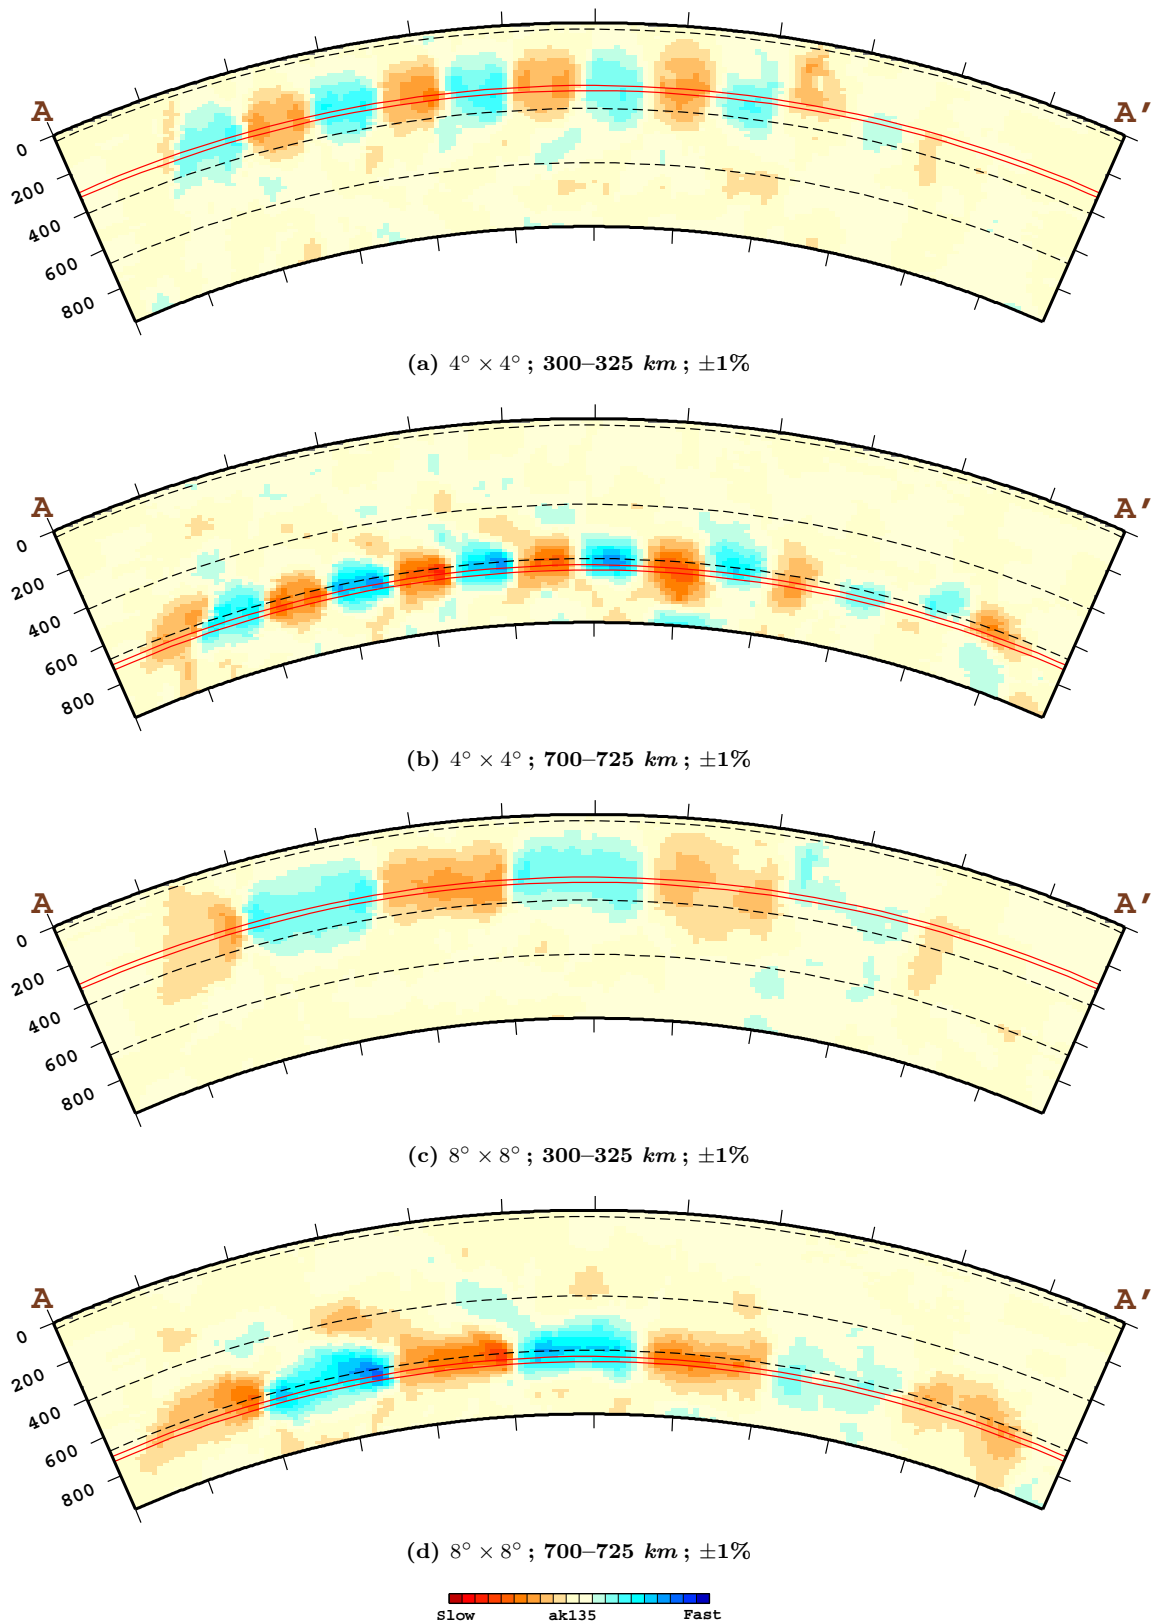 A
A′
0
200
400
600
800
(a) 4° × 4° ; 300–325 km ; ±1%
A
A′
0
200
400
600
800
(b) 4° × 4° ; 700–725 km ; ±1%
A
A′
0
200
400
600
800
(c) 8° × 8° ; 300–325 km ; ±1%
A
A′
0
200
400
600
800
(d) 8° × 8° ; 700–725 km ; ±1%
Slow ak135 Fast